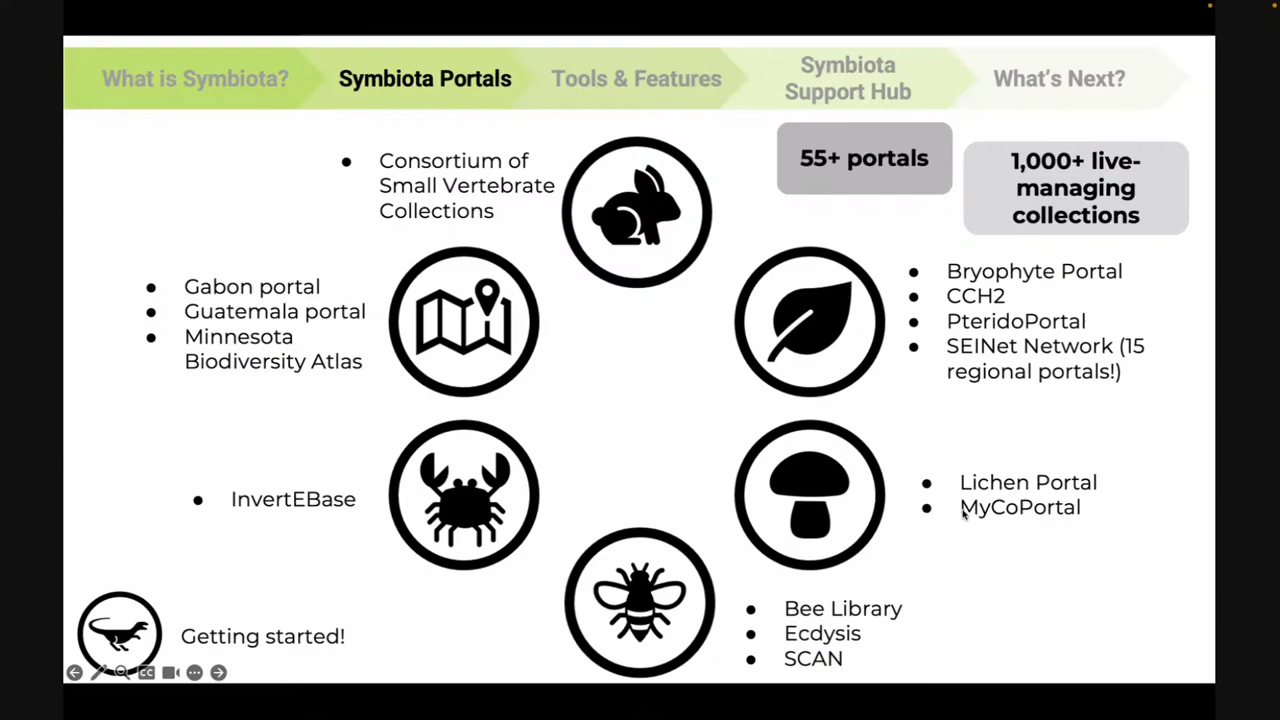 What is Symbiota?
Symbiota Portals
Tools & Features
Symbiota
Support Hub
What's Next?
55+ portals
1,000+ live-
managing
collections
• Consortium of
Small Vertebrate
Collections
• Gabon portal
• Guatemala portal
• Minnesota
Biodiversity Atlas
• Bryophyte Portal
• CCH2
• PteridoPortal
• SEINet Network (15
regional portals!)
• InvertEBase
• Lichen Portal
• MyCoPortal
• Bee Library
• Ecdysis
• SCAN
Getting started!
CC